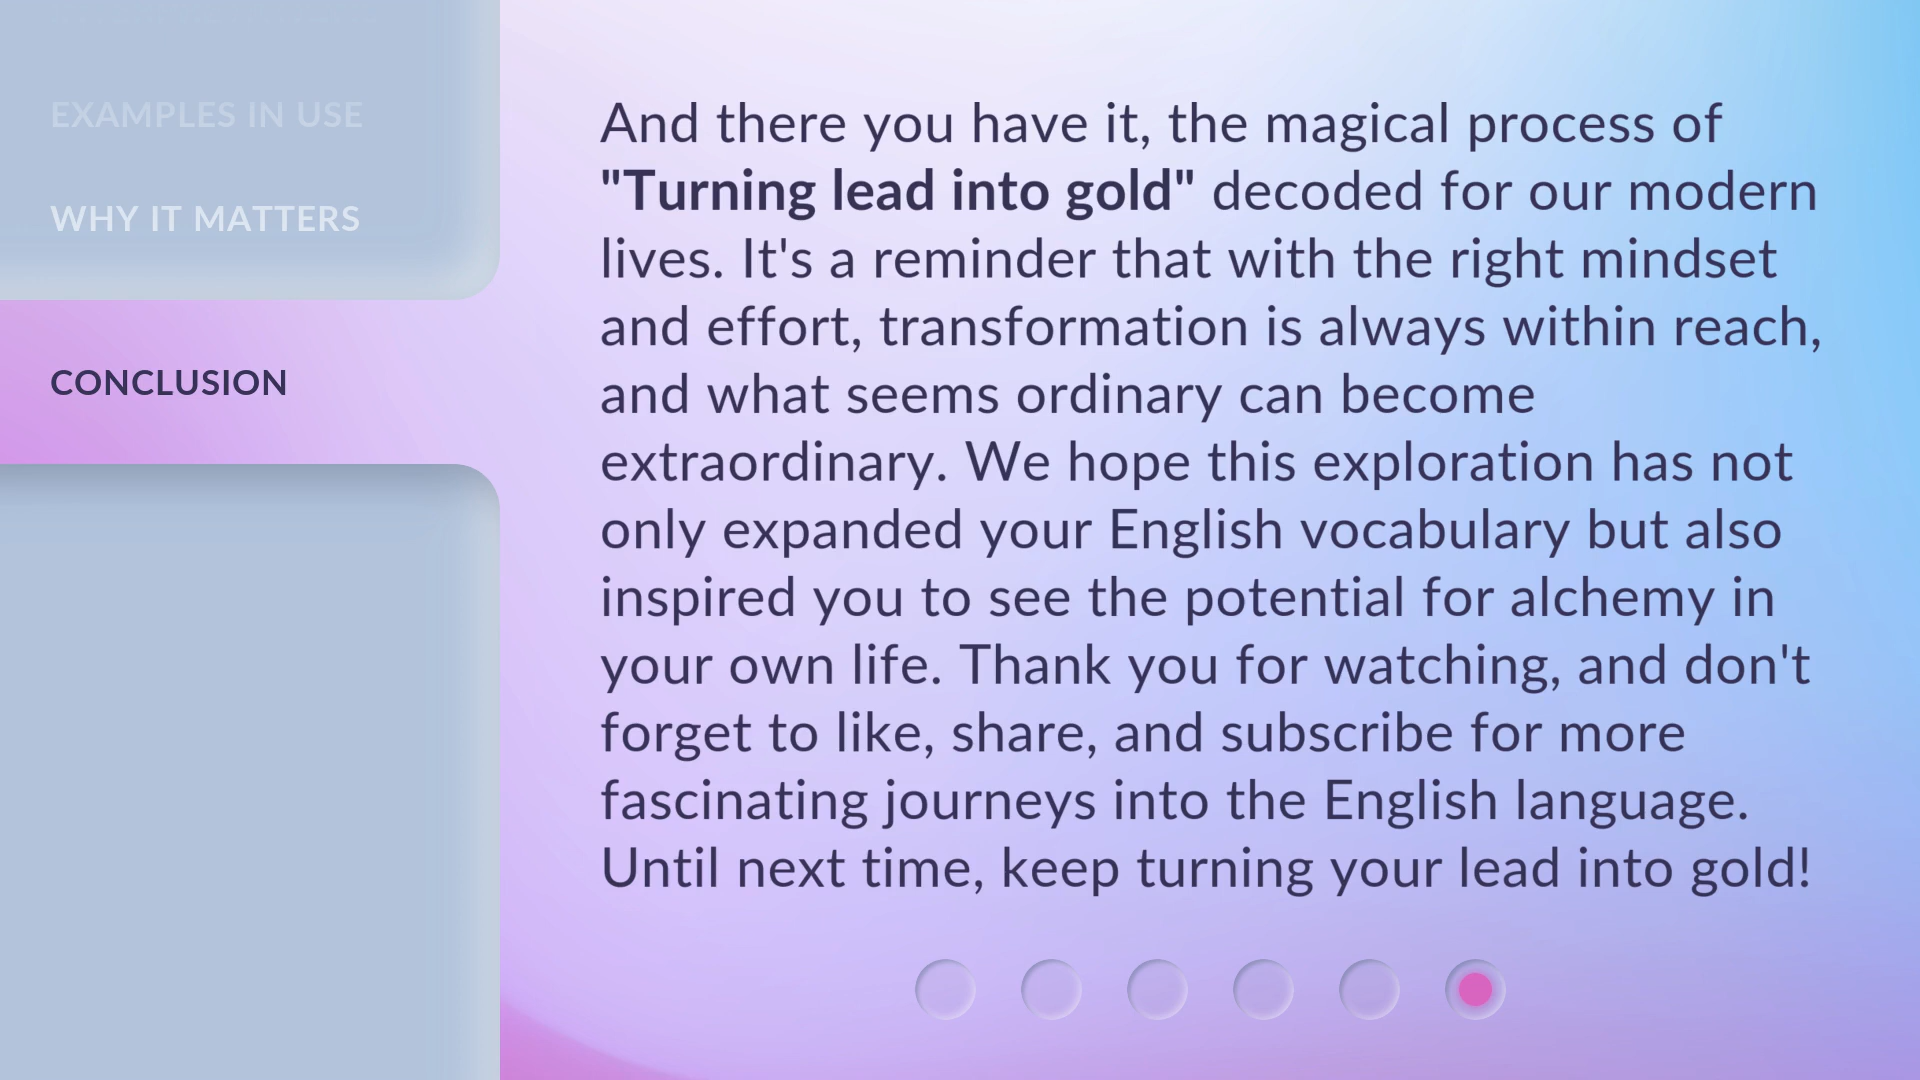 EXAMPLES IN USE
WHY IT MATTERS
CONCLUSION
And there you have it, the magical process of
"Turning lead into gold" decoded for our modern
lives. It's a reminder that with the right mindset
and effort, transformation is always within reach,
and what seems ordinary can become
extraordinary. We hope this exploration has not
only expanded your English vocabulary but also
inspired you to see the potential for alchemy in
your own life. Thank you for watching, and don't
forget to like, share, and subscribe for more
fascinating journeys into the English language.
Until next time, keep turning your lead into gold!